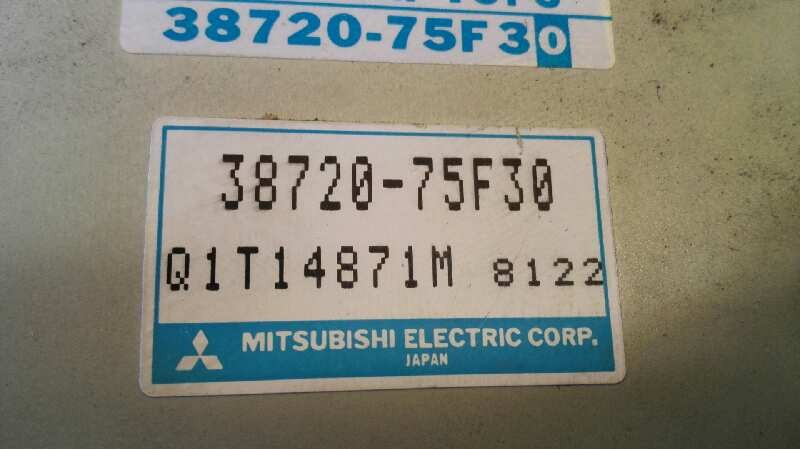 38720-75F30
38720-75F30
Q1T14871M 8122
MITSUBISHI ELECTRIC CORP.
JAPAN